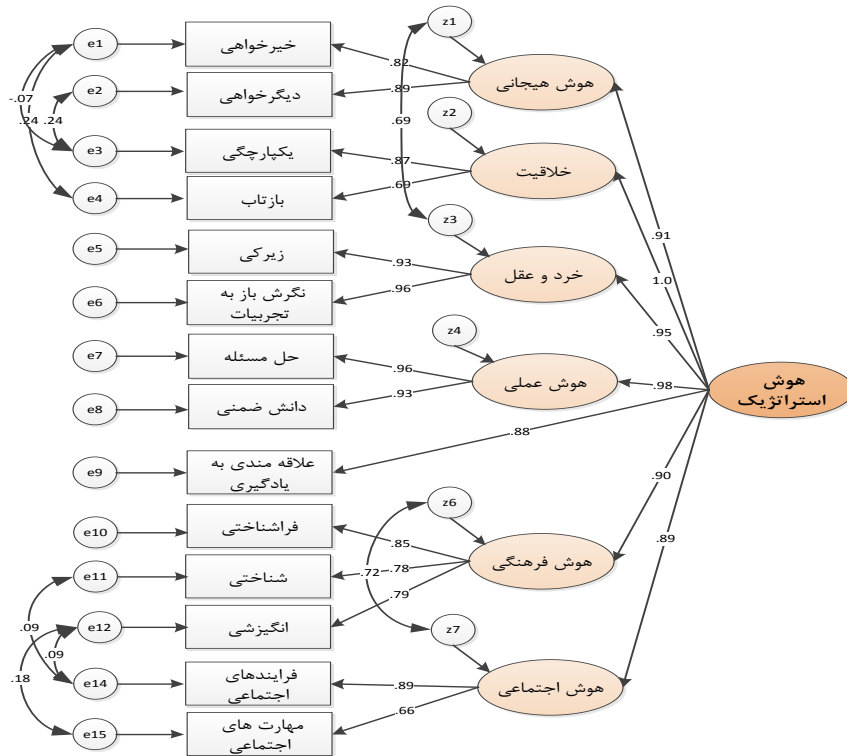 z1
e1
خیرخواهی
هوش هیجانی
.82
.89
-.07
.24
.24
e2
دیگرخواهی
z2
.69
e3
یکپارچگی
خلاقیت
.87
.69
e4
بازتاب
z3
.91
e5
زیرکی
خرد و عقل
.93
.96
1.0
e6
نگرش باز به
تجربیات
z4
.95
e7
حل مسئله
هوش عملی
.96
.93
.98
هوش
استراتژیک
e8
دانش ضمنی
.88
e9
علاقه مندی به
یادگیری
.90
z6
e10
فراشناختی
.89
.85
هوش فرهنگی
.78
.72
e11
شناختی
.79
e12
انگیزشی
z7
.09
.09
e14
فرایندهای
اجتماعی
.89
هوش اجتماعی
.18
.66
e15
مهارت های
اجتماعی